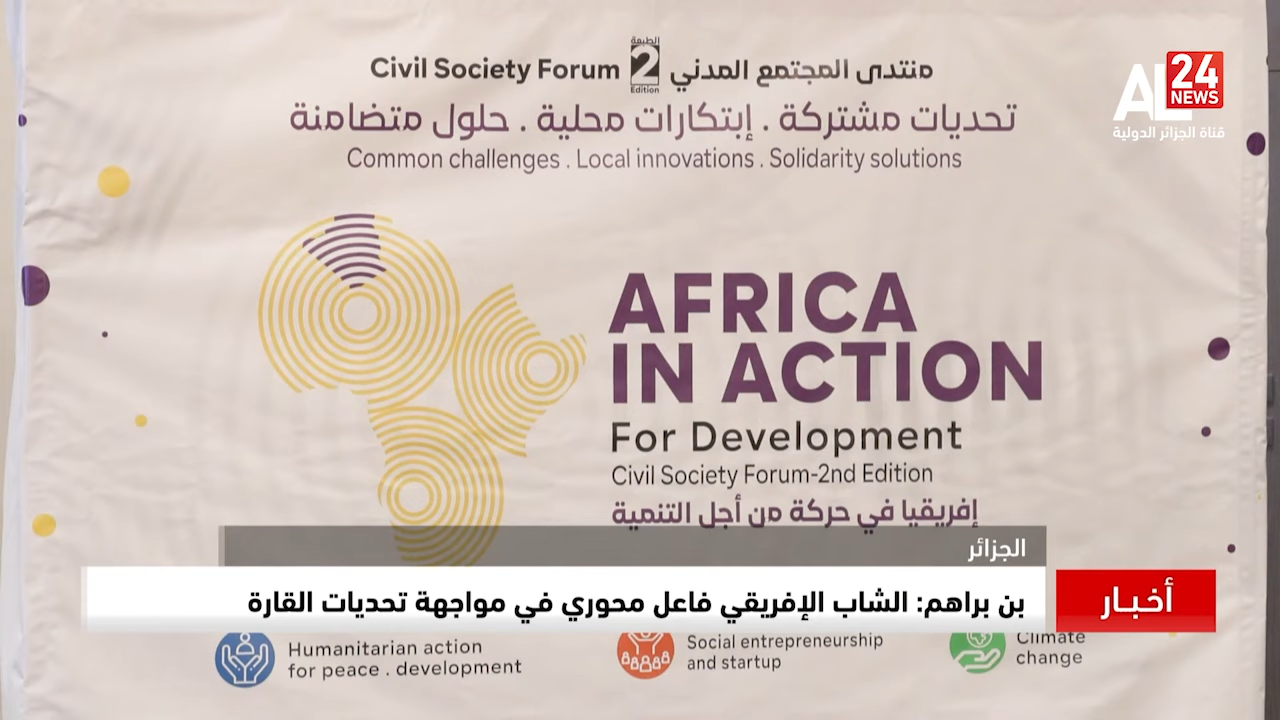 Civil Society Forum
الطبعة
2
Edition
منتدى المجتمع المدني
تحديات مشتركة . إبتكارات محلية . حلول متضامنة
Common challenges . Local innovations . Solidarity solutions
AL
24
NEWS
قناة الجزائر الدولية
AFRICA
IN ACTION
For Development
Civil Society Forum-2nd Edition
إفريقيا في حركة من أجل التنمية
الجزائر
أخبار
بن براهم: الشاب الإفريقي فاعل محوري في مواجهة تحديات القارة
Humanitarian action
for peace . development
Social entrepreneurship
and startup
Climate
change